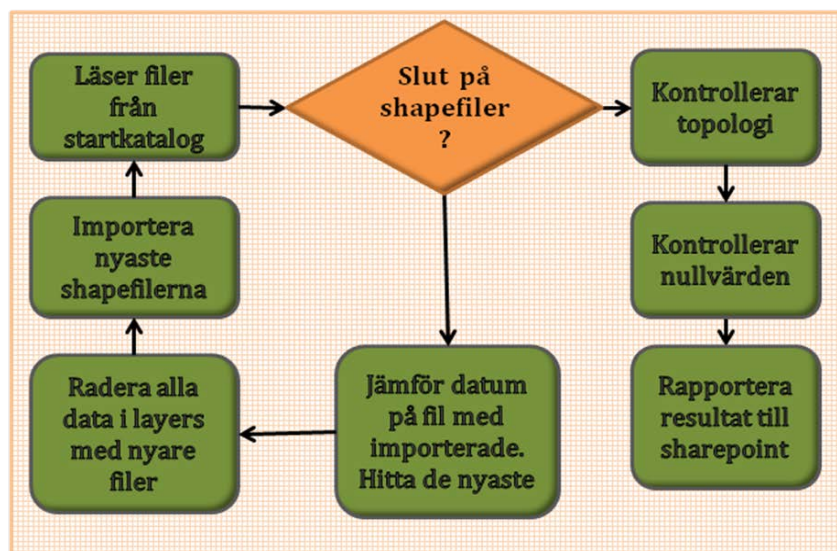 Läser filer
från
startkatalog
Slut på
shapefiler
?
Kontrollerar
topologi
Importera
nyaste
shapefilerna
Kontrollerar
nullvärden
Radera alla
data i layers
med nyare
filer
Jämför datum
på fil med
importerade.
Hitta de nyaste
Rapportera
resultat till
sharepoint